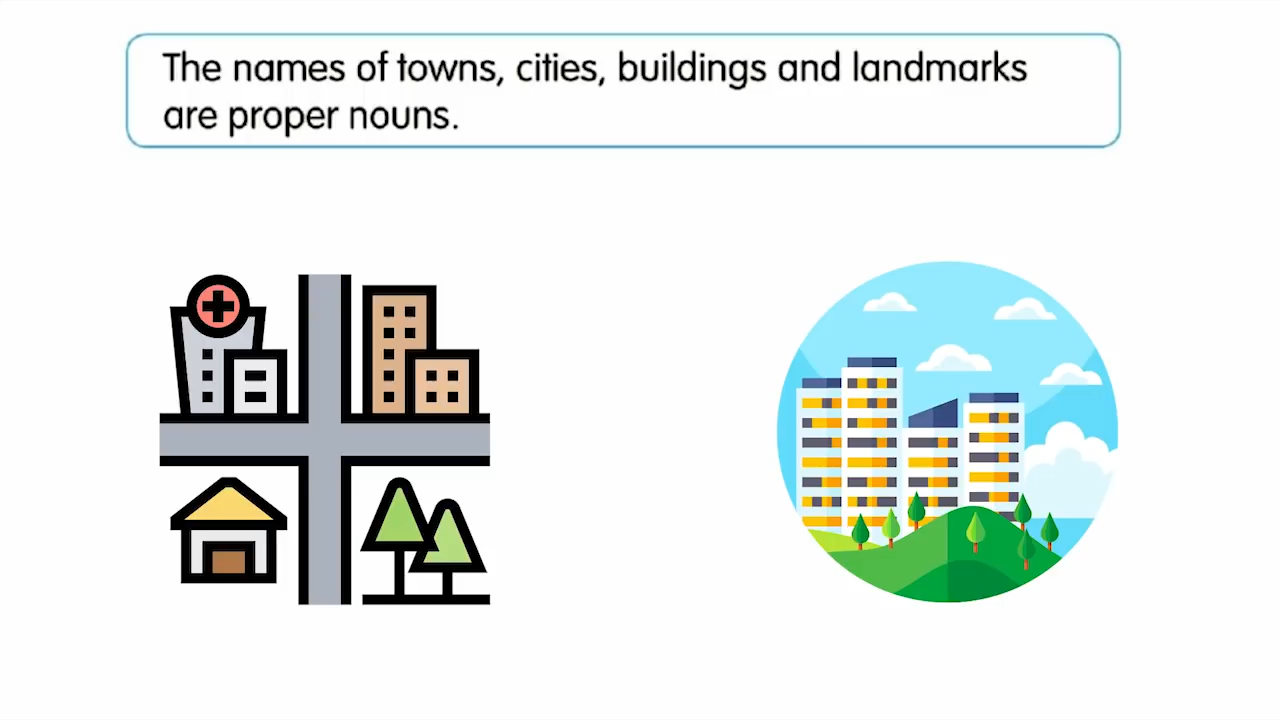 The names of towns, cities, buildings and landmarks
are proper nouns.